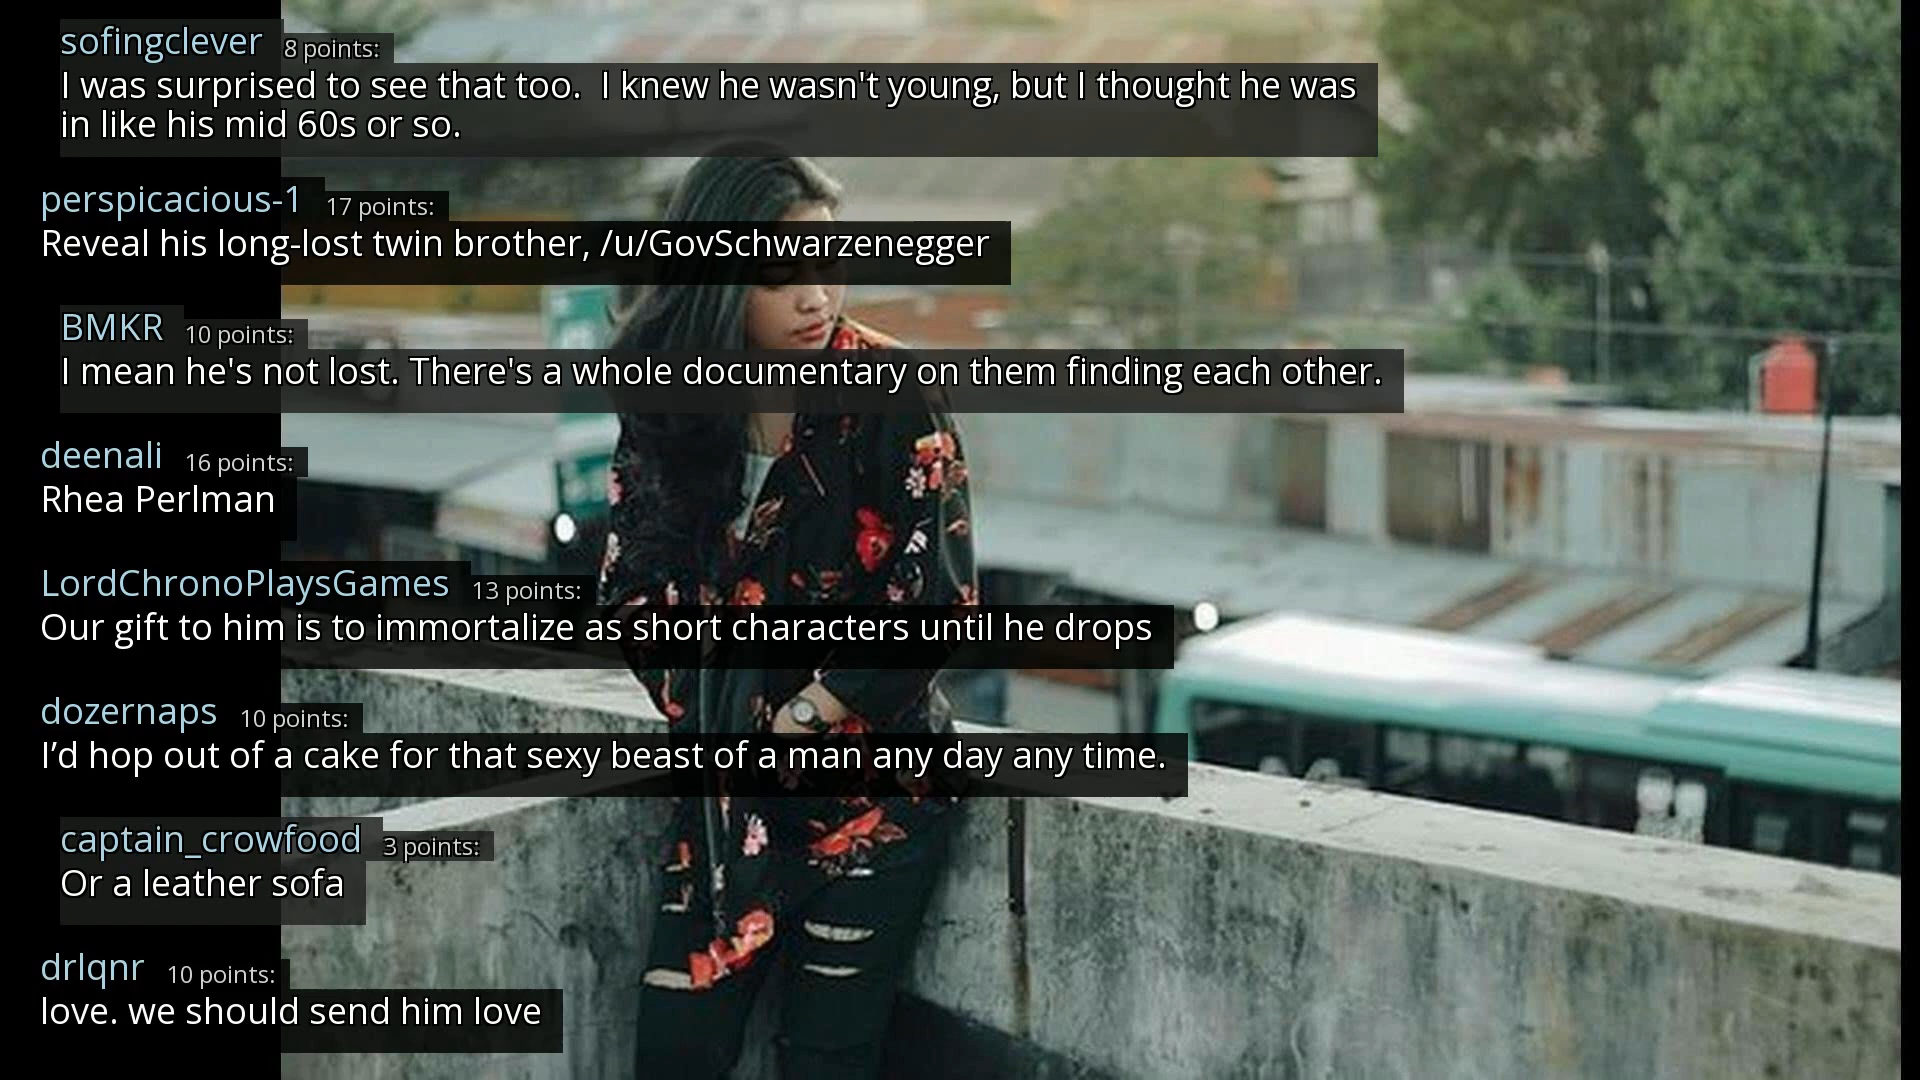 sofingclever 8 points:
I was surprised to see that too.  I knew he wasn't young, but I thought he was
in like his mid 60s or so.
perspicacious-1 17 points:
Reveal his long-lost twin brother, /u/GovSchwarzenegger
BMKR 10 points:
I mean he's not lost. There's a whole documentary on them finding each other.
deenali 16 points:
Rhea Perlman
LordChronoPlaysGames 13 points:
Our gift to him is to immortalize as short characters until he drops
dozernaps 10 points:
I’d hop out of a cake for that sexy beast of a man any day any time.
captain_crowfood 3 points:
Or a leather sofa
drlqnr 10 points:
love. we should send him love